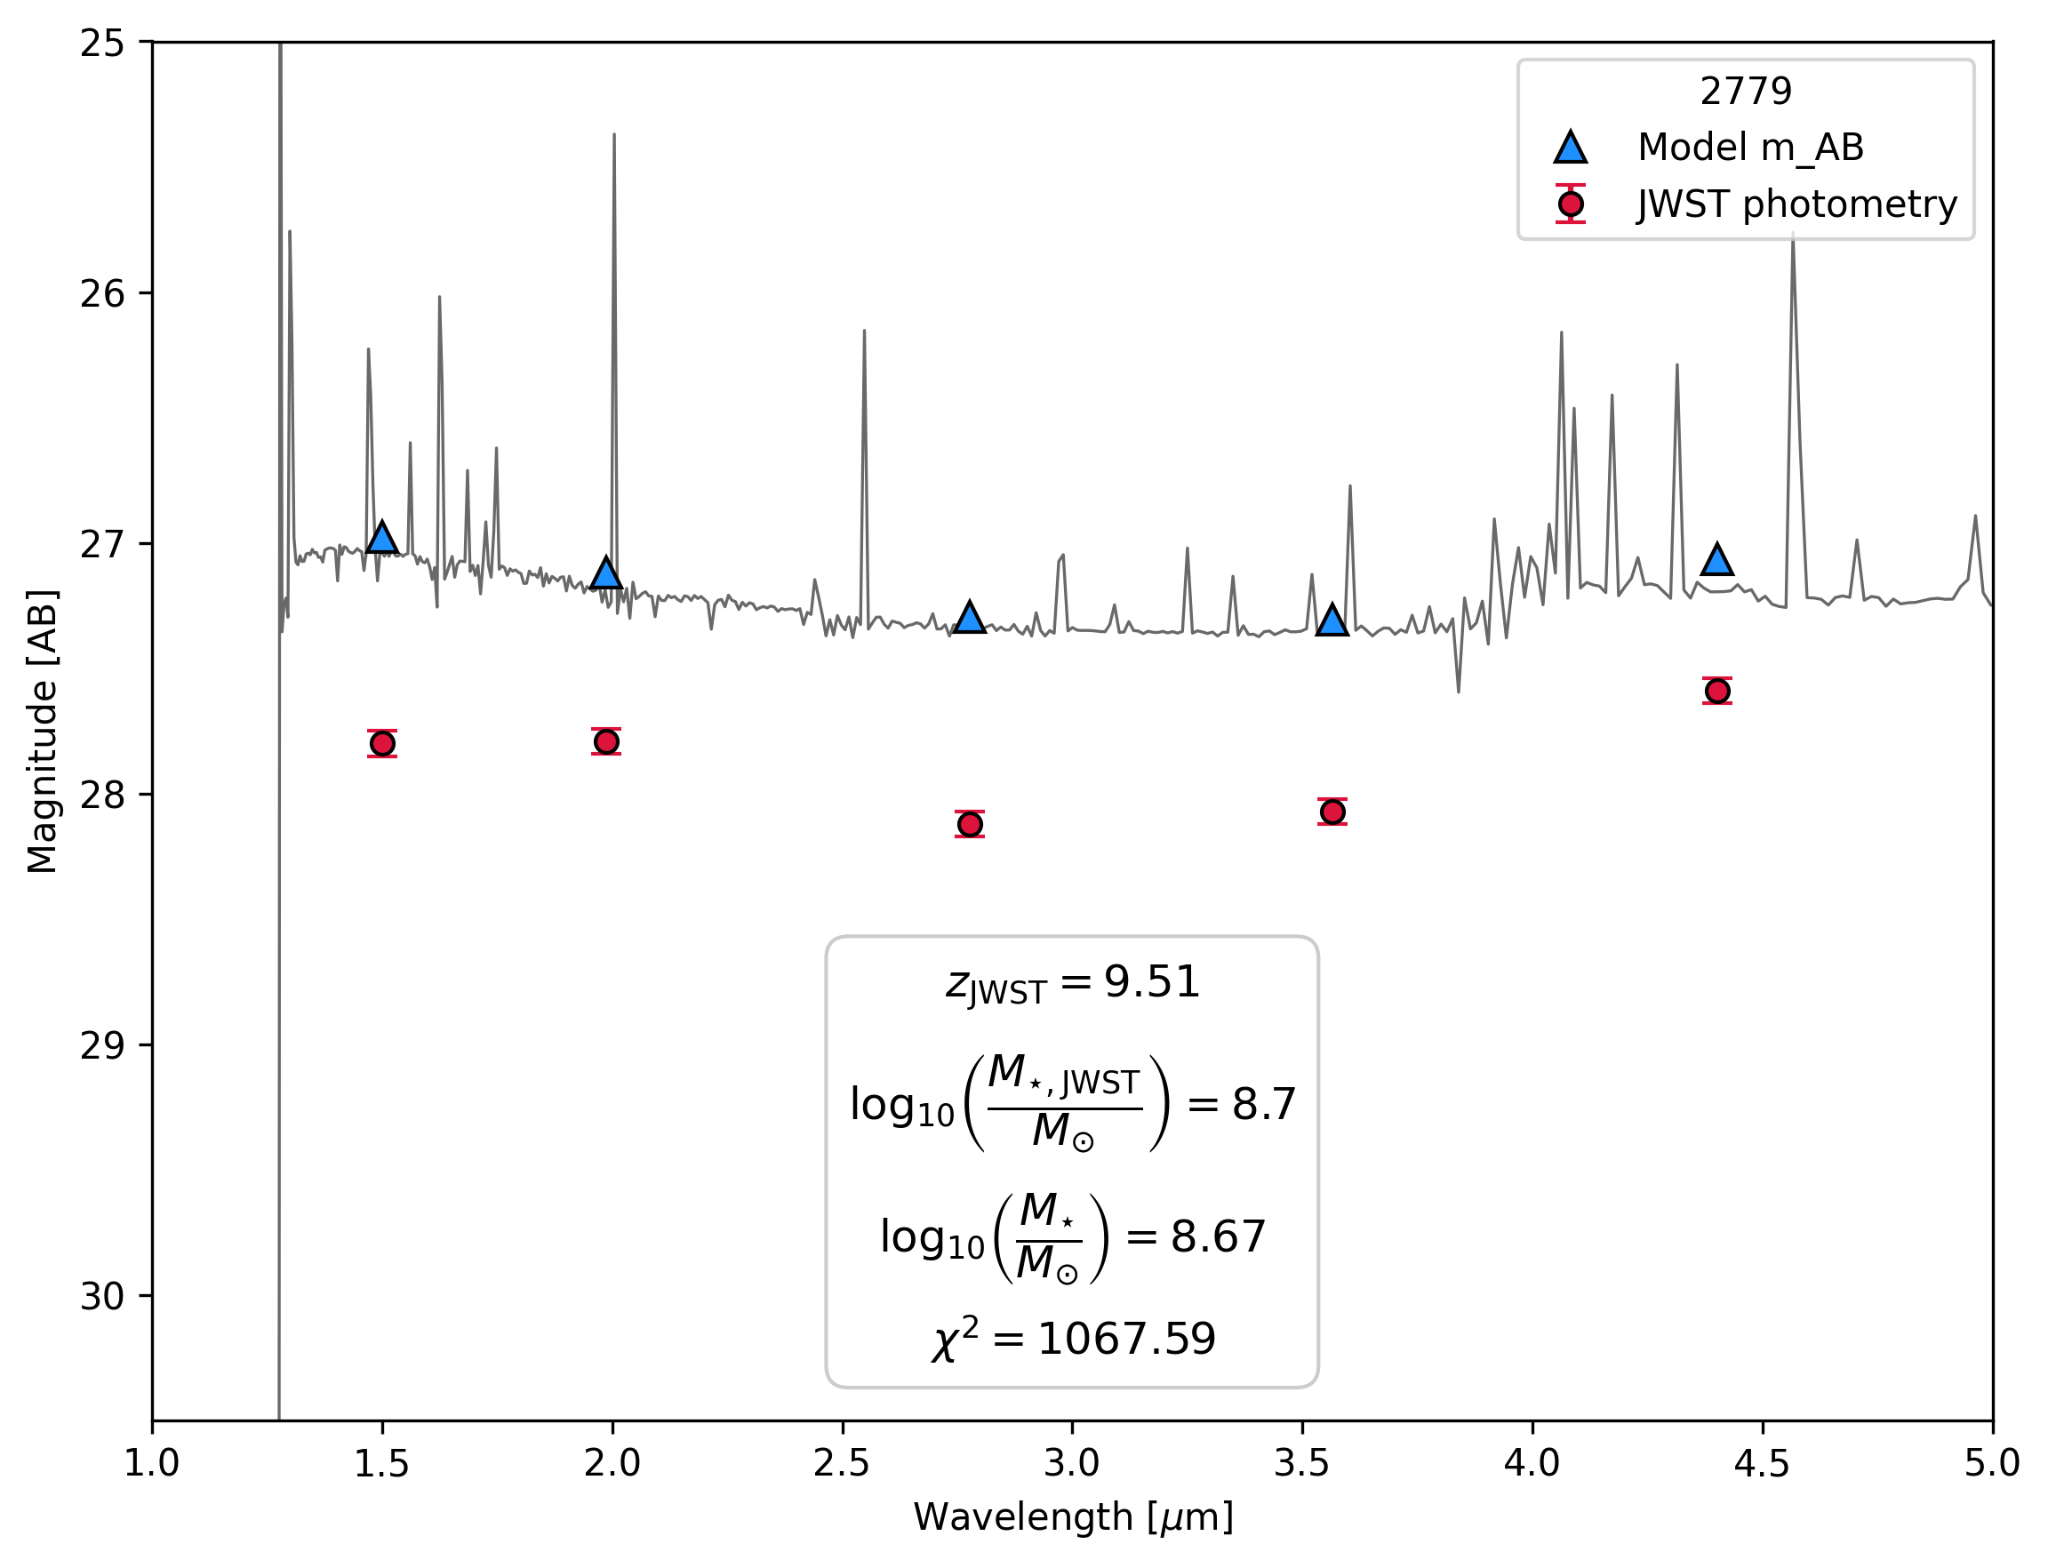 25
26
27
28
29
30
Magnitude [AB]
2779
Model m_AB
JWST photometry
z_JWST = 9.51
log₁₀(M⋆,JWST / M⊙) = 8.7
log₁₀(M⋆ / M⊙) = 8.67
χ² = 1067.59
1.0 1.5 2.0 2.5 3.0 3.5 4.0 4.5 5.0
Wavelength [μm]